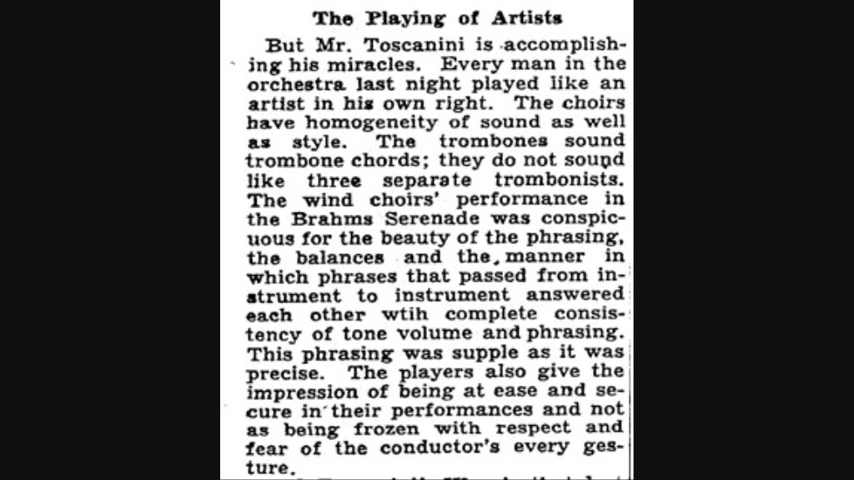 The Playing of Artists
But Mr. Toscanini is accomplish-
ing his miracles. Every man in the
orchestra last night played like an
artist in his own right. The choirs
have homogeneity of sound as well
as style. The trombones sound
trombone chords; they do not sound
like three separate trombonists.
The wind choirs' performance in
the Brahms Serenade was conspic-
uous for the beauty of the phrasing,
the balances and the manner in
which phrases that passed from in-
strument to instrument answered
each other wtih complete consis-
tency of tone volume and phrasing.
This phrasing was supple as it was
precise. The players also give the
impression of being at ease and se-
cure in their performances and not
as being frozen with respect and
fear of the conductor's every ges-
ture.